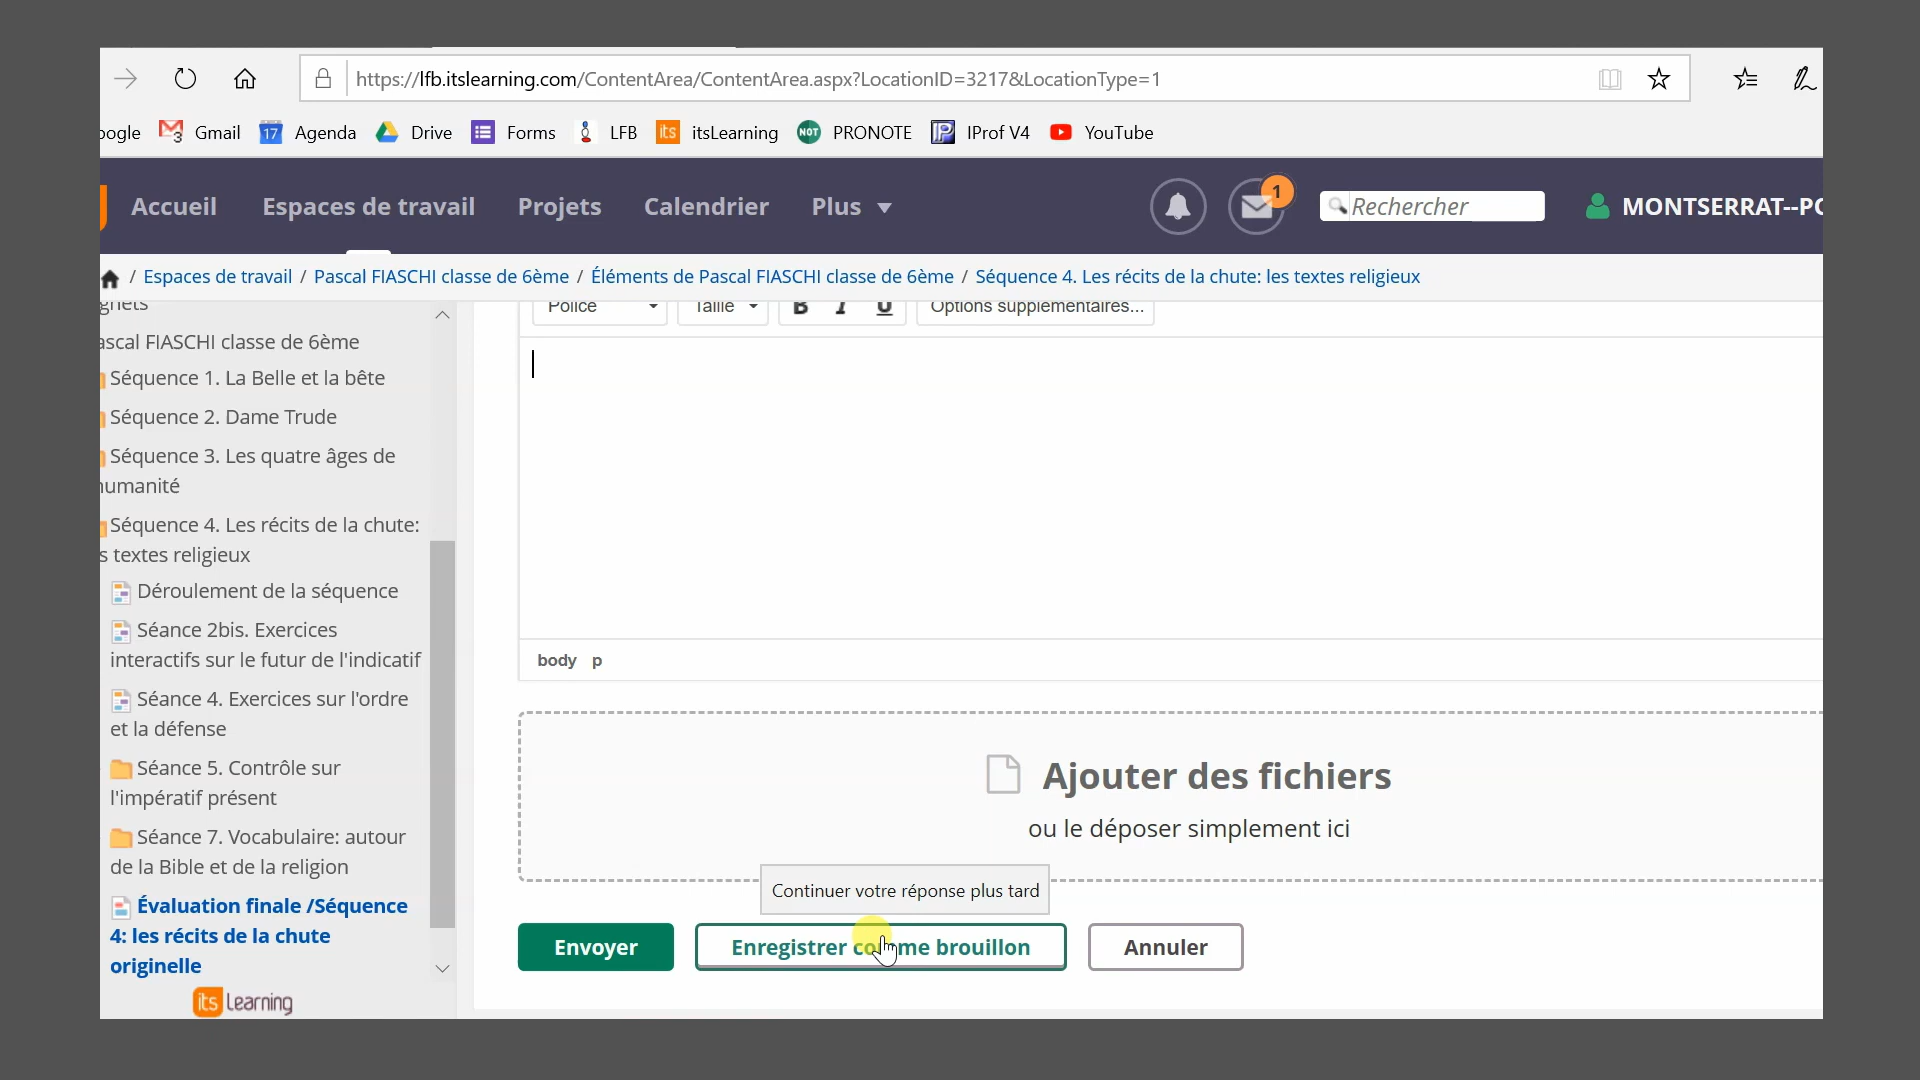 https://lfb.itslearning.com/ContentArea/ContentArea.aspx?LocationID=3217&LocationType=1
oogle Gmail 17 Agenda Drive Forms LFB its itsLearning NOT PRONOTE IProf V4 YouTube
Accueil Espaces de travail Projets Calendrier Plus 1 Rechercher MONTSERRAT--PO
/ Espaces de travail / Pascal FIASCHI classe de 6ème / Éléments de Pascal FIASCHI classe de 6ème / Séquence 4. Les récits de la chute: les textes religieux
gnets
Police Taille B I U Options supplémentaires...
ascal FIASCHI classe de 6ème
Séquence 1. La Belle et la bête
Séquence 2. Dame Trude
Séquence 3. Les quatre âges de
humanité
Séquence 4. Les récits de la chute:
s textes religieux
Déroulement de la séquence
Séance 2bis. Exercices
interactifs sur le futur de l'indicatif
Séance 4. Exercices sur l'ordre
et la défense
Séance 5. Contrôle sur
l'impératif présent
Séance 7. Vocabulaire: autour
de la Bible et de la religion
Évaluation finale /Séquence
4: les récits de la chute
originelle
its Learning
body p
Ajouter des fichiers
ou le déposer simplement ici
Continuer votre réponse plus tard
Envoyer Enregistrer comme brouillon Annuler